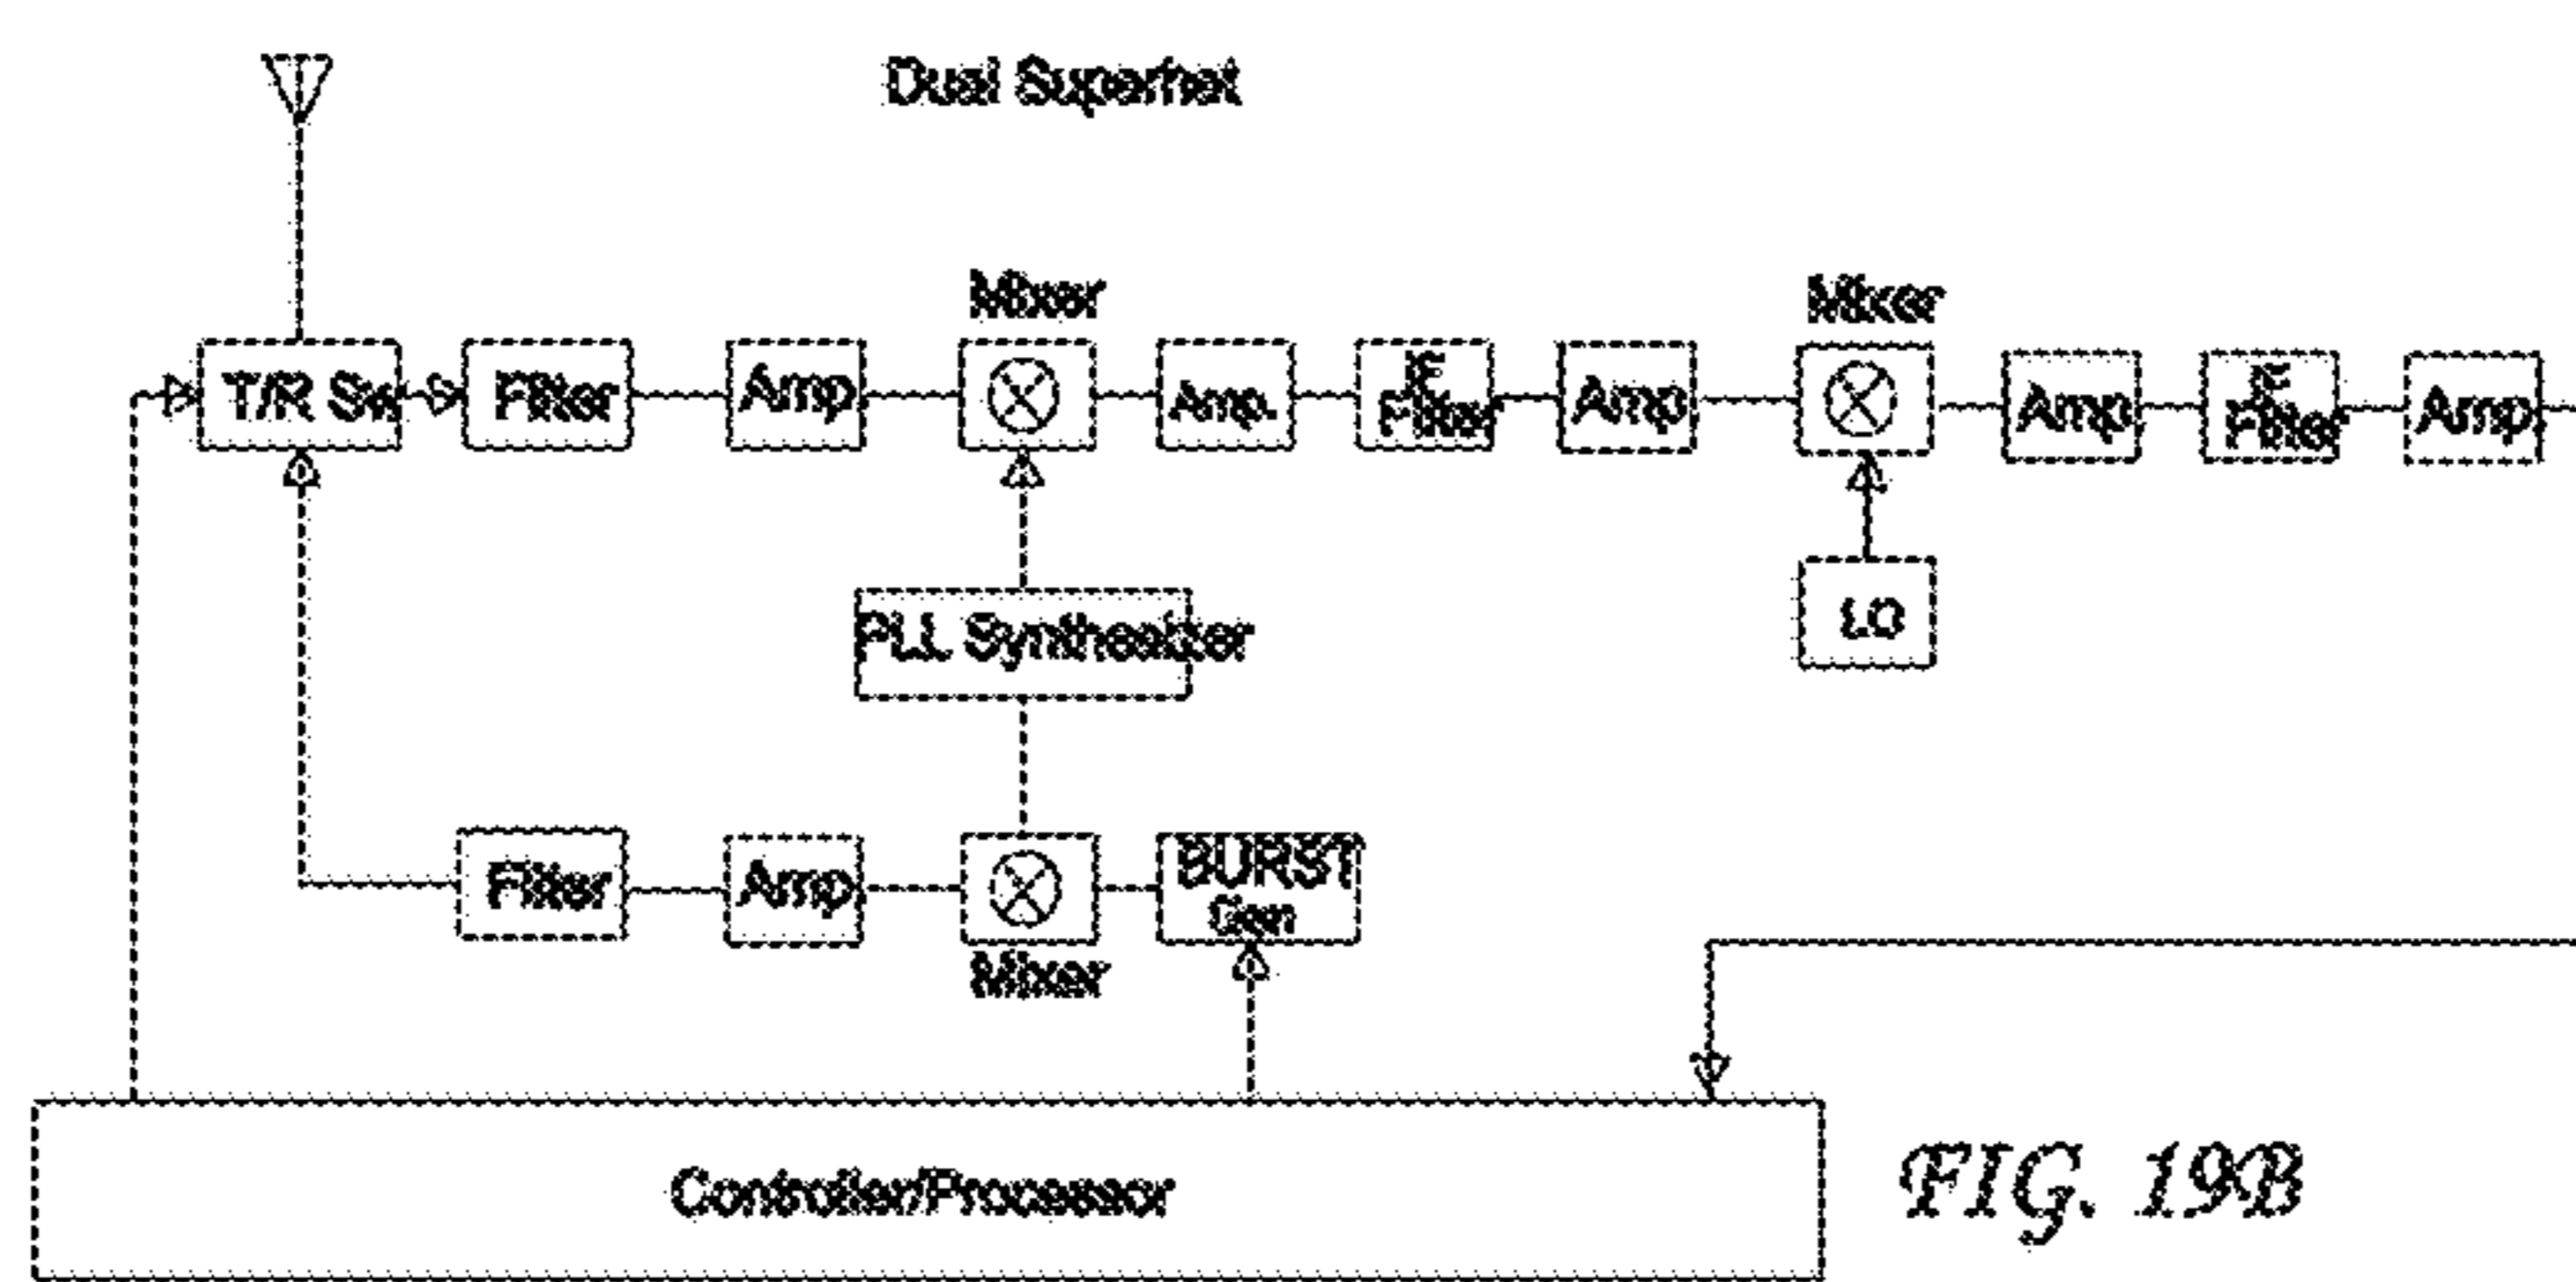 Dual Superhet
Mixer
Mixer
T/R Sw
Filter
Amp
Amp.
IF
Filter
Amp
Amp
IF
Filter
Amp
PLL Synthesizer
LO
Filter
Amp
BURST
Gen
Mixer
Controller/Processor
FIG. 19B